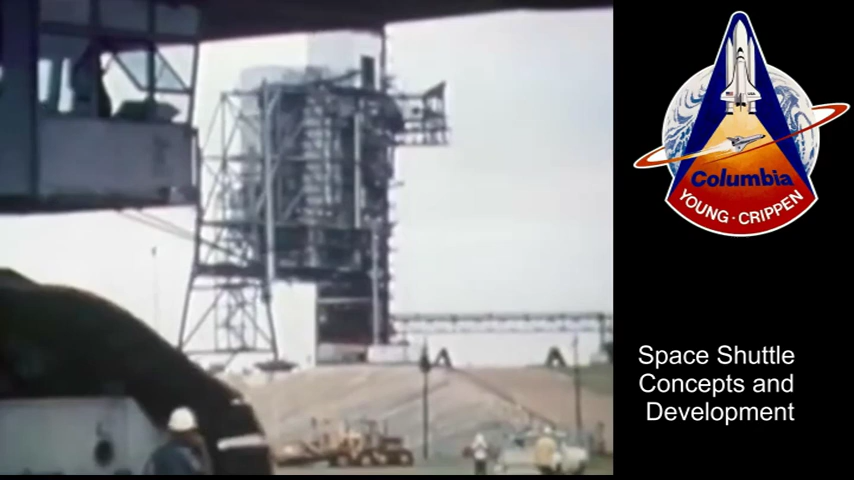 Columbia
YOUNG · CRIPPEN
Space Shuttle
Concepts and
Development